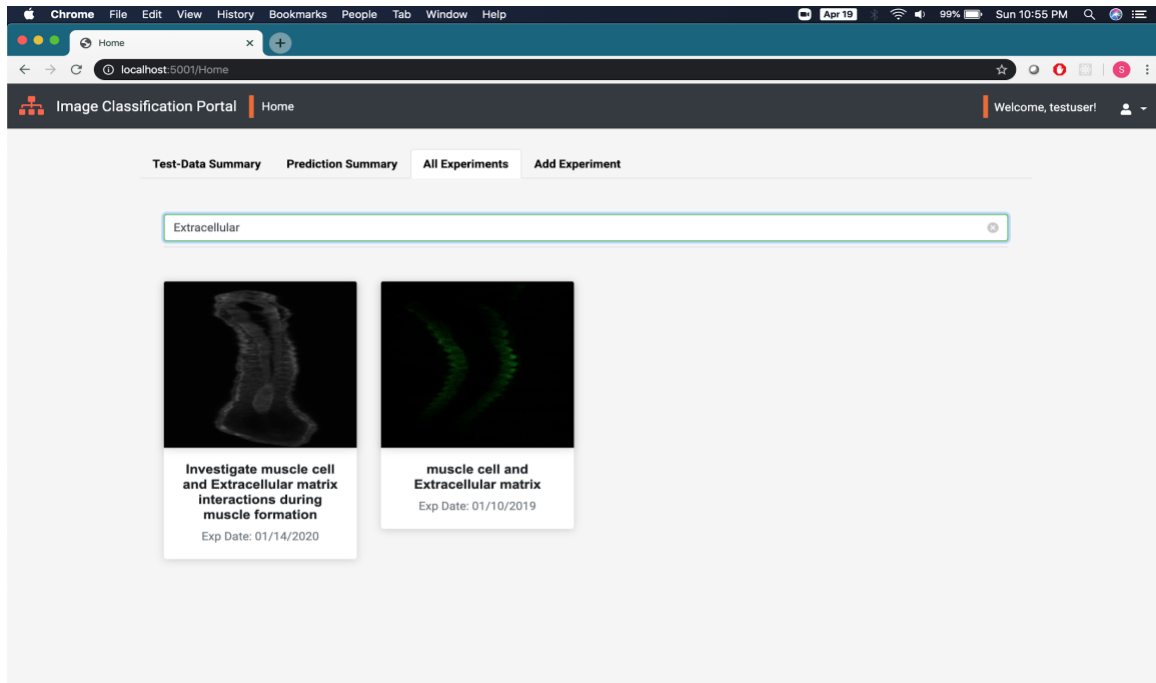 Chrome File Edit View History Bookmarks People Tab Window Help Apr 19 99% Sun 10:55 PM
Home
localhost:5001/Home S
Image Classification Portal Home Welcome, testuser!
Test-Data Summary Prediction Summary All Experiments Add Experiment
Extracellular
Investigate muscle cell
and Extracellular matrix
interactions during
muscle formation
Exp Date: 01/14/2020
muscle cell and
Extracellular matrix
Exp Date: 01/10/2019